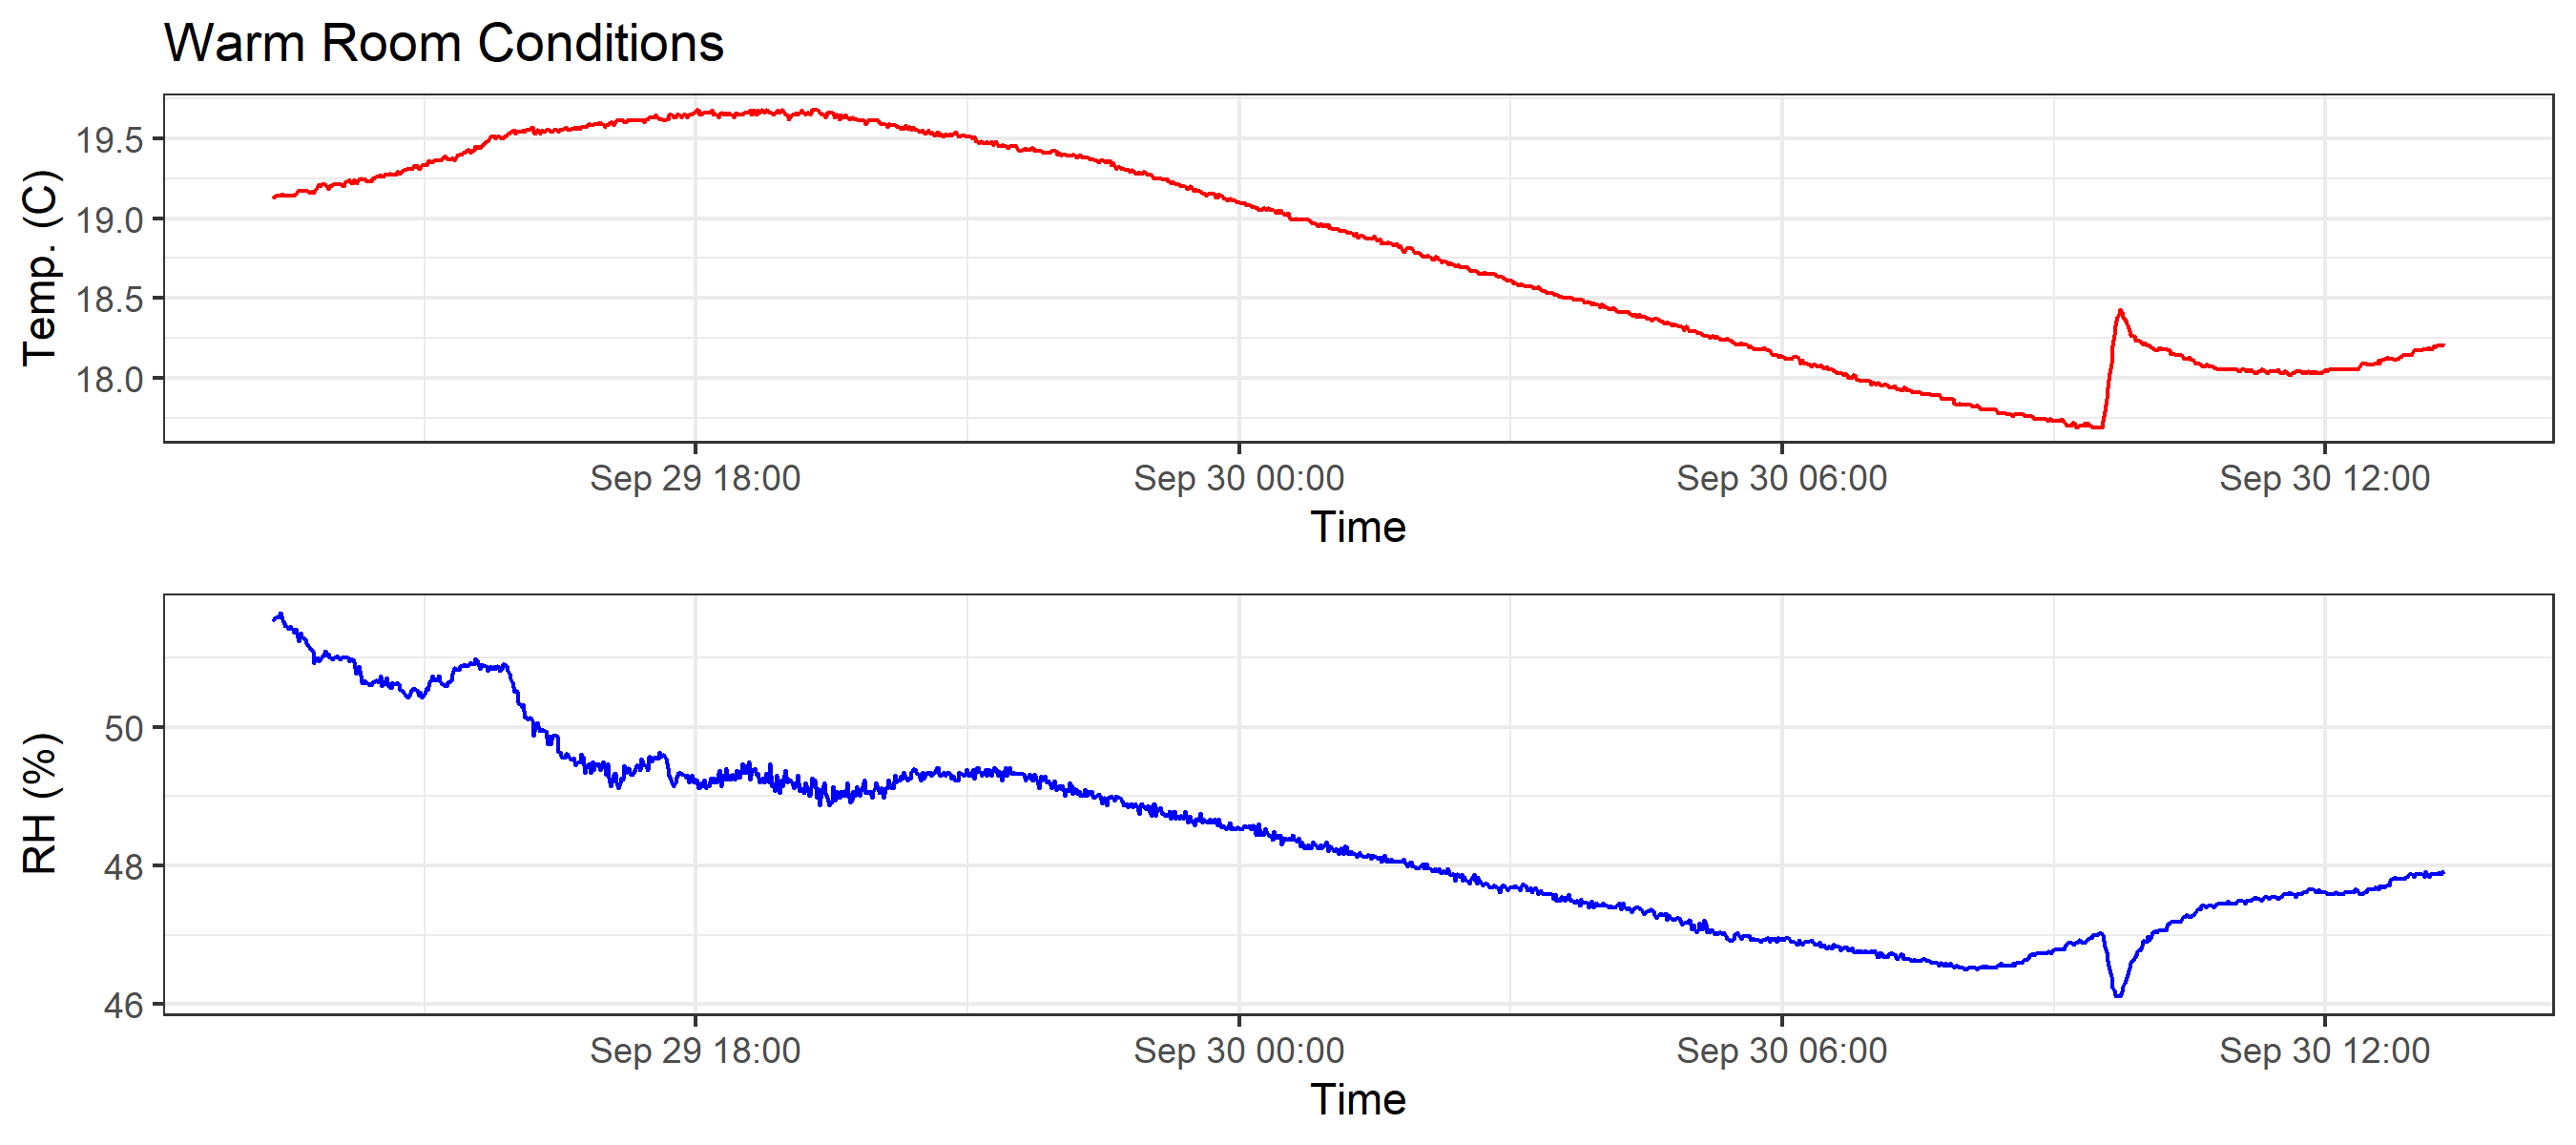 Warm Room Conditions
Temp. (C)
19.5
19.0
18.5
18.0
Sep 29 18:00 Sep 30 00:00 Sep 30 06:00 Sep 30 12:00
Time
RH (%)
50
48
46
Sep 29 18:00 Sep 30 00:00 Sep 30 06:00 Sep 30 12:00
Time